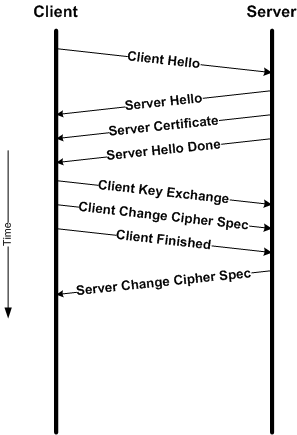 Client Server
Client Hello
Server Hello
Server Certificate
Server Hello Done
Client Key Exchange
Client Change Cipher Spec
Client Finished
Server Change Cipher Spec
Time